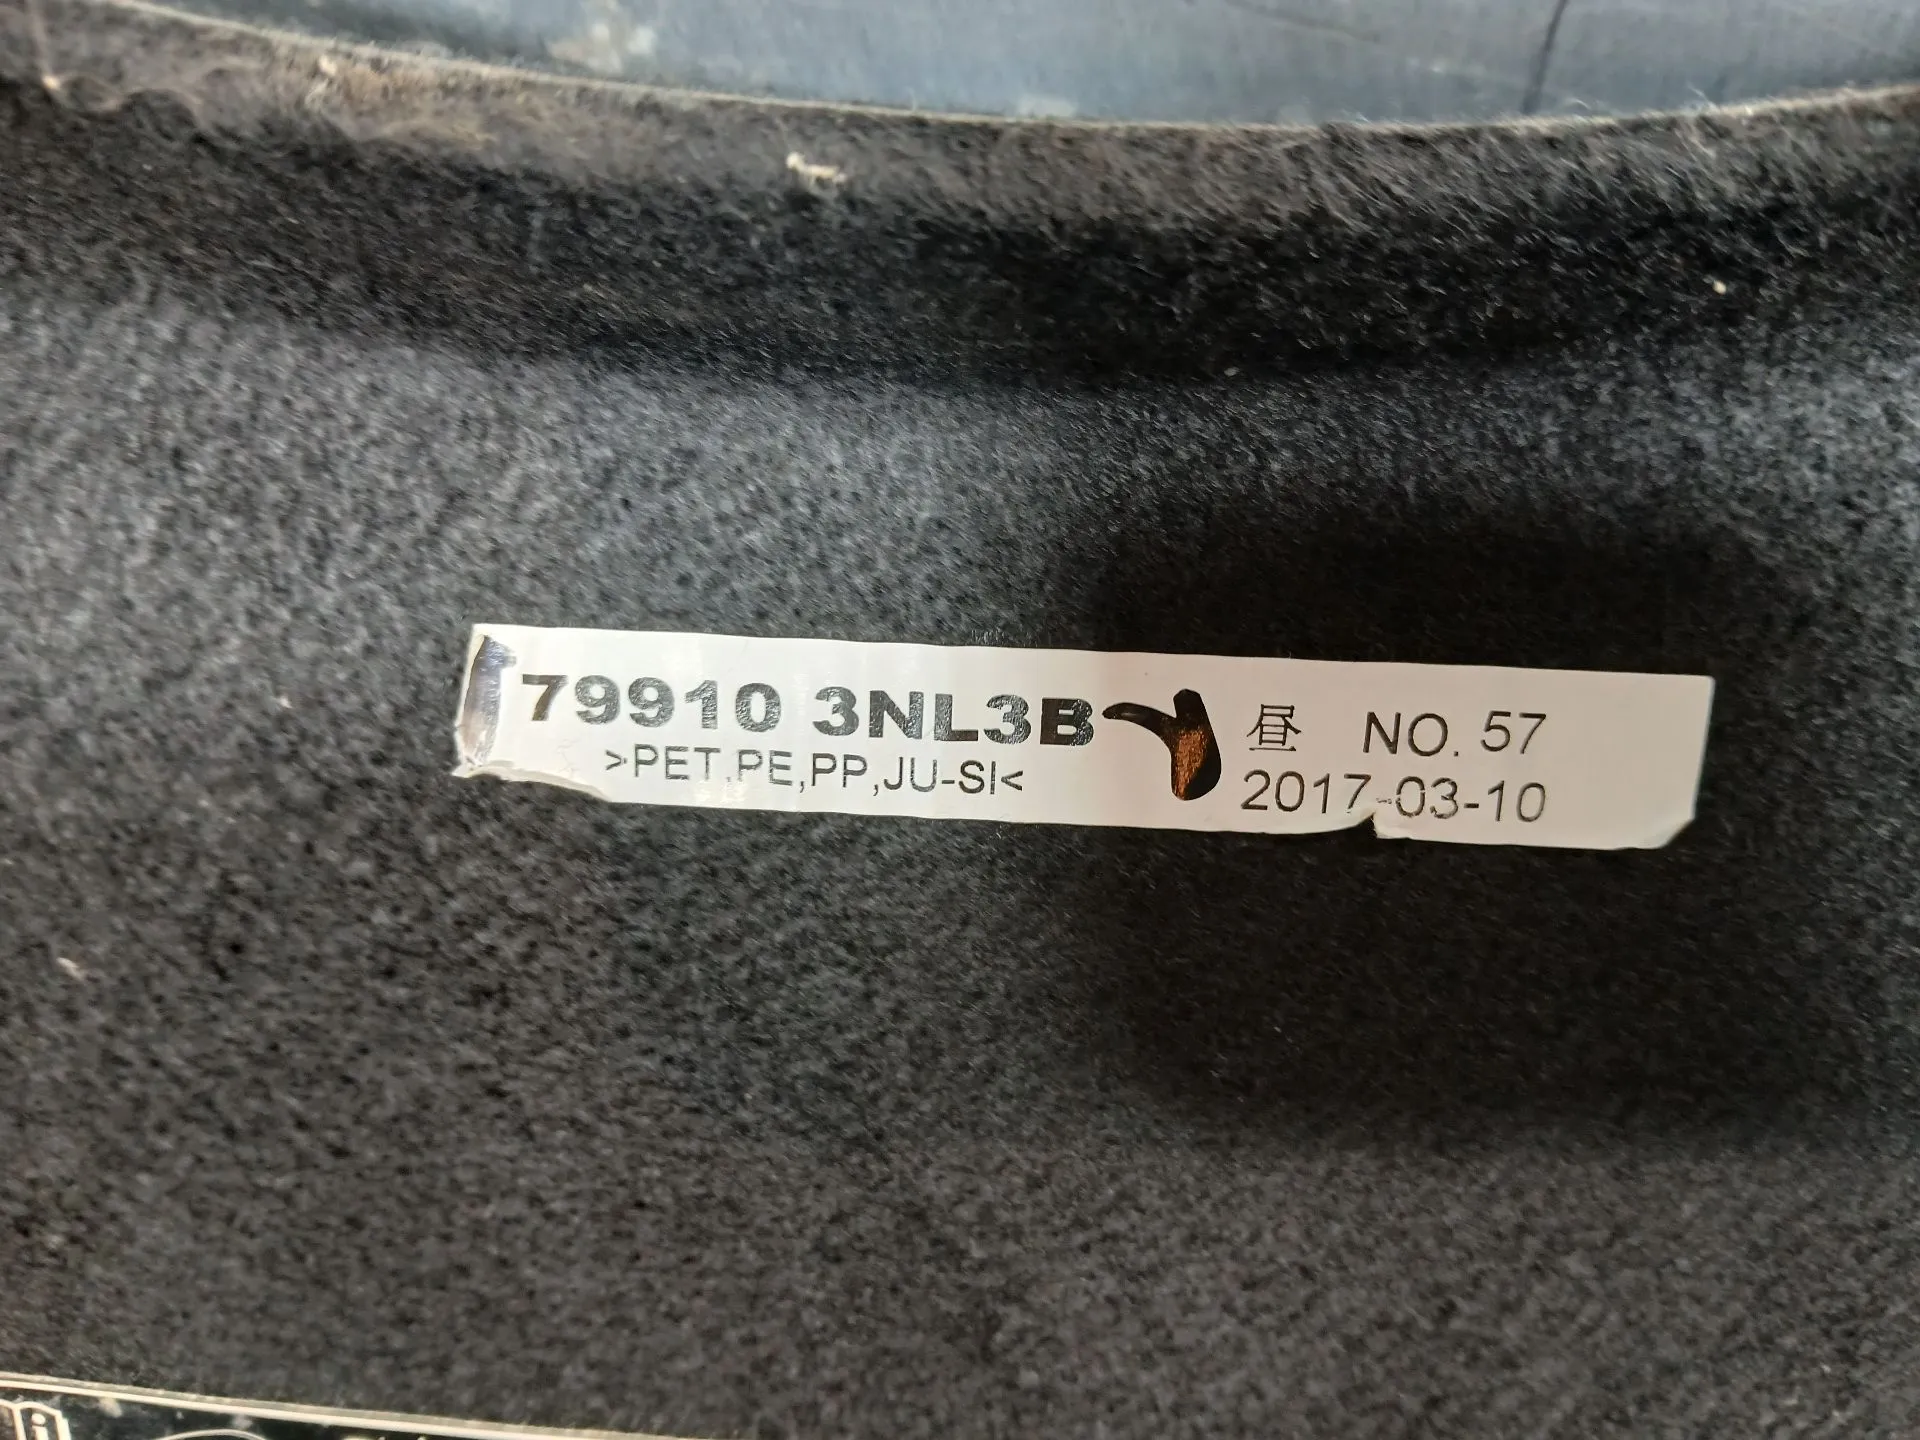 79910 3NL3B 昼 NO. 57
>PET,PE,PP,JU-SI< 2017-03-10